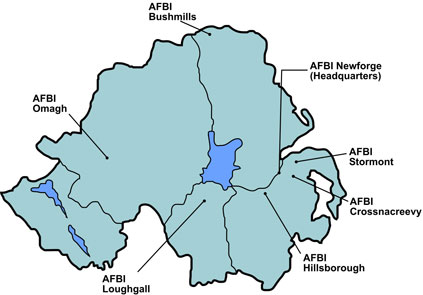 AFBI
Bushmills
AFBI Newforge
(Headquarters)
AFBI
Omagh
AFBI
Stormont
AFBI
Crossnacreevy
AFBI
Hillsborough
AFBI
Loughgall